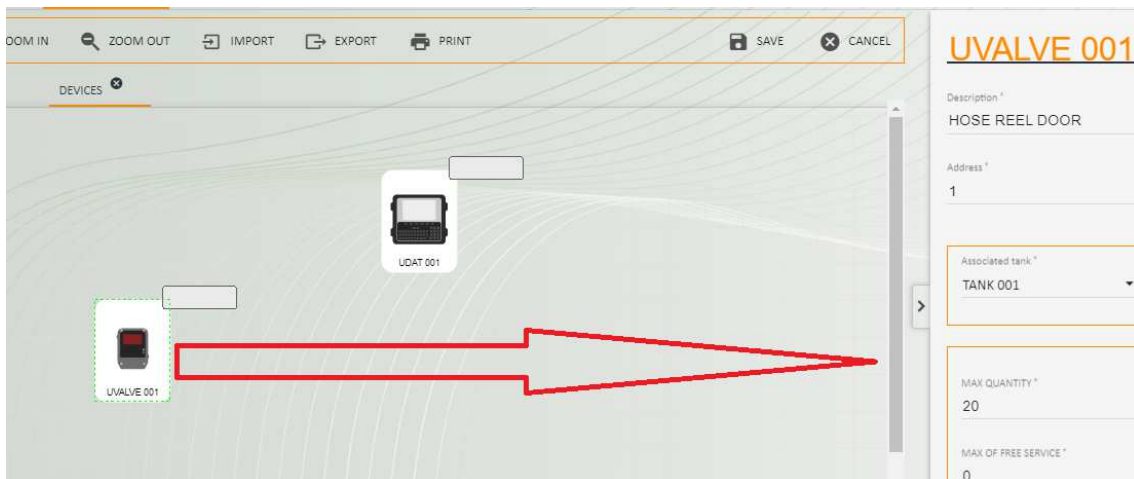 OOM IN ZOOM OUT IMPORT EXPORT PRINT SAVE CANCEL
DEVICES
UDAT 001
UVALVE 001
UVALVE 001
Description *
HOSE REEL DOOR
Address *
1
Associated tank *
TANK 001
MAX QUANTITY *
20
MAX OF FREE SERVICE *
0